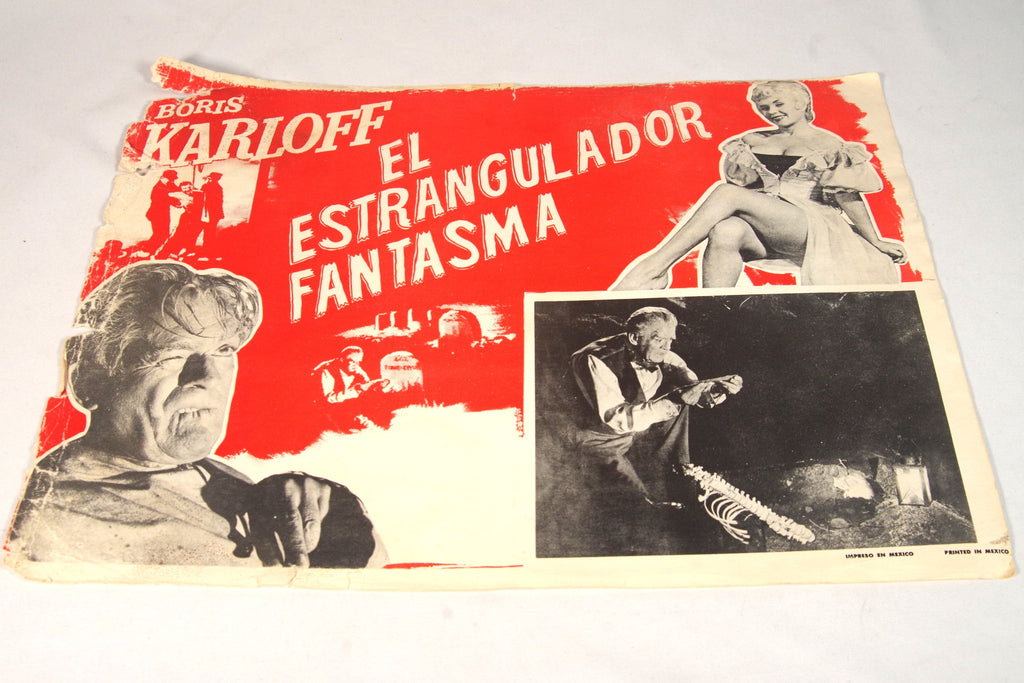 BORIS
KARLOFF
EL
ESTRANGULADOR
FANTASMA
IMPRESO EN MEXICO
PRINTED IN MEXICO